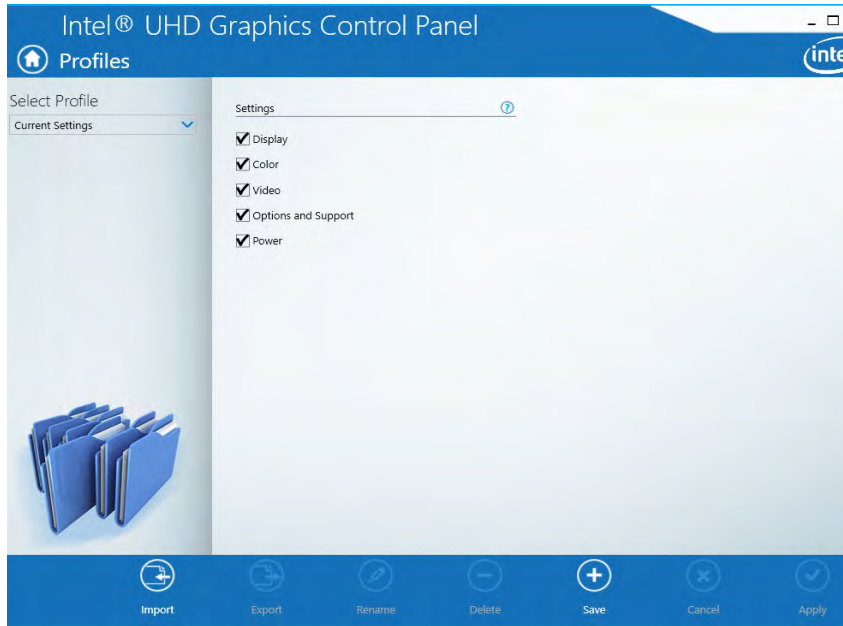 Intel® UHD Graphics Control Panel
Profiles
Select Profile
Current Settings
Settings
?
Display
Color
Video
Options and Support
Power
Import
Export
Rename
Delete
Save
Cancel
Apply